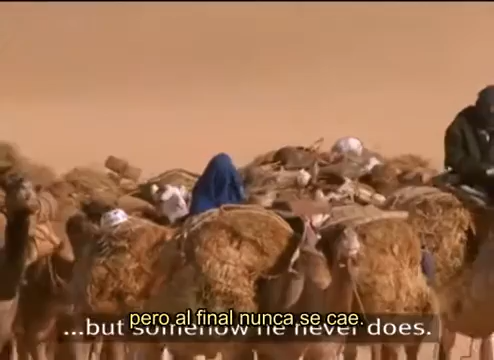 pero al final nunca se cae.
...but somehow he never does.